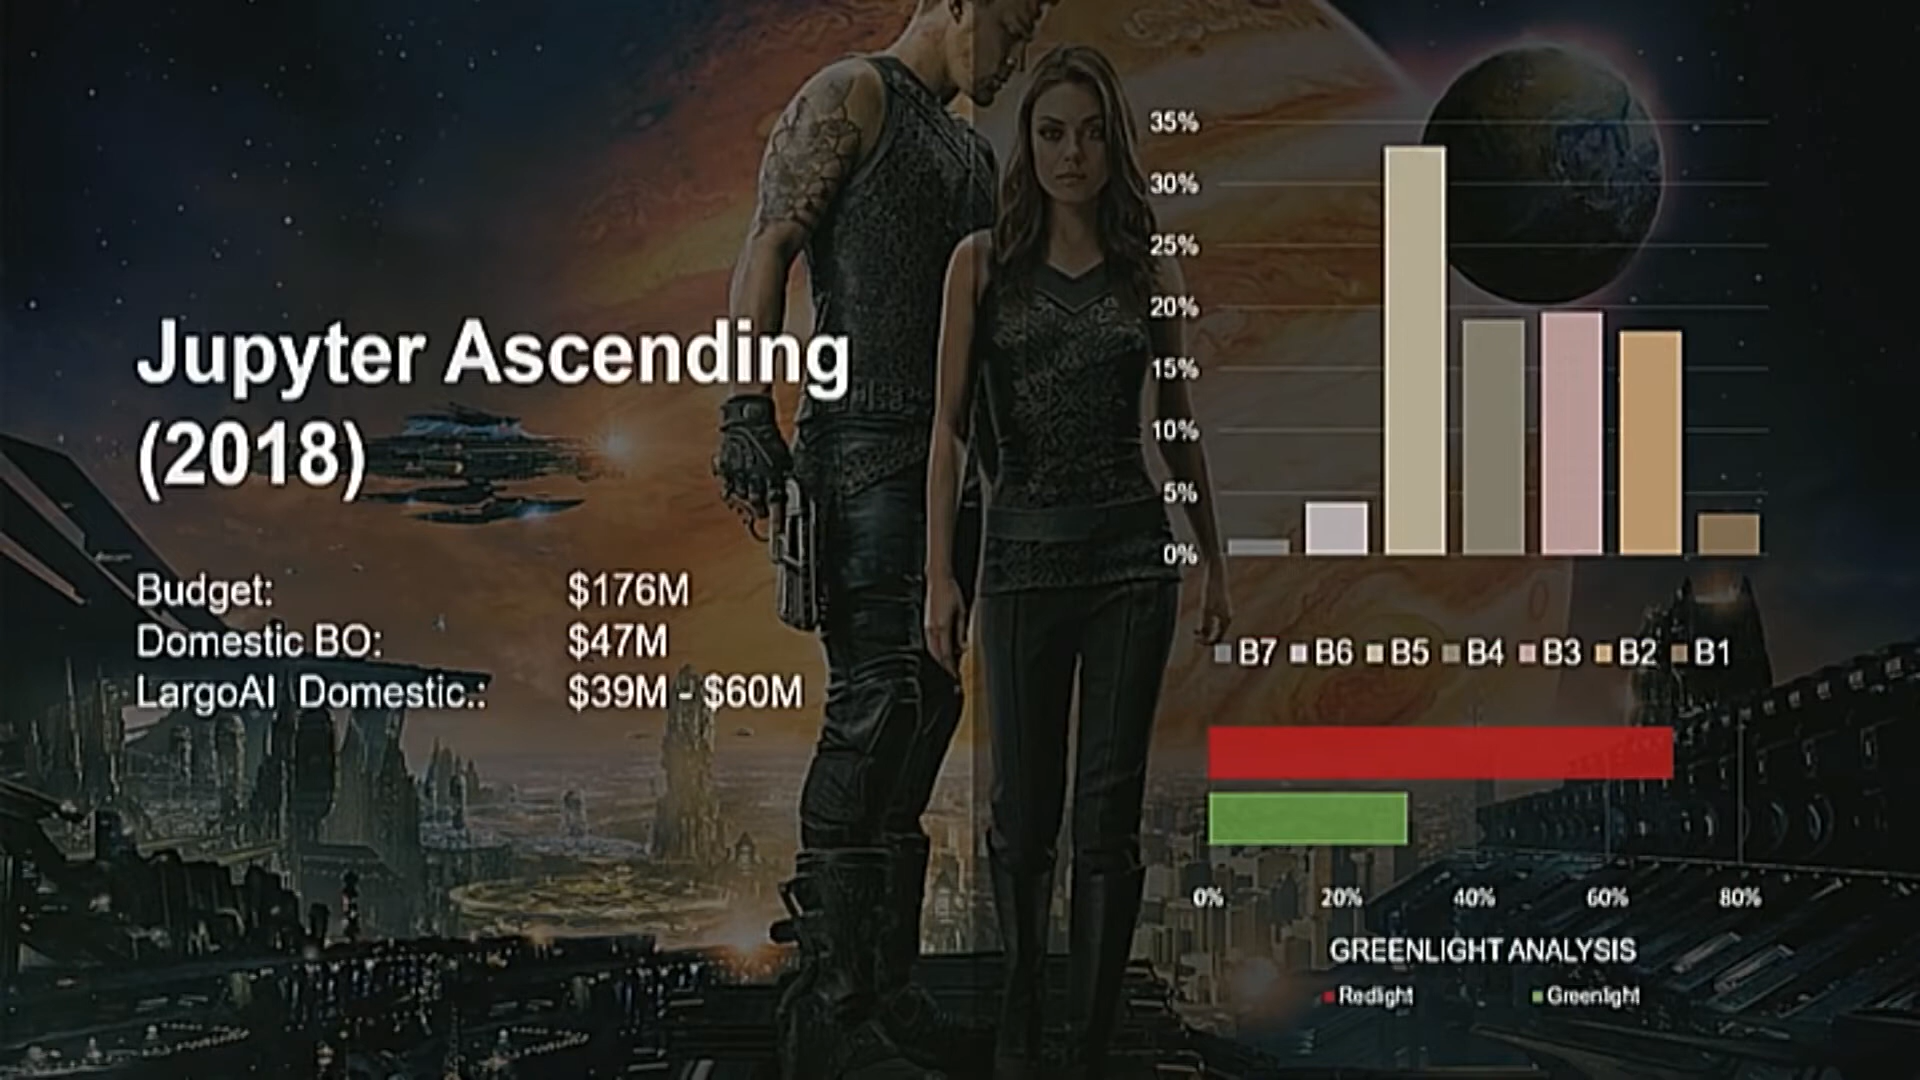 Jupyter Ascending
(2018)
Budget: $176M
Domestic BO: $47M
LargoAI Domestic.: $39M - $60M
35%
30%
25%
20%
15%
10%
5%
0%
B7 B6 B5 B4 B3 B2 B1
0% 20% 40% 60% 80%
GREENLIGHT ANALYSIS
Redlight Greenlight